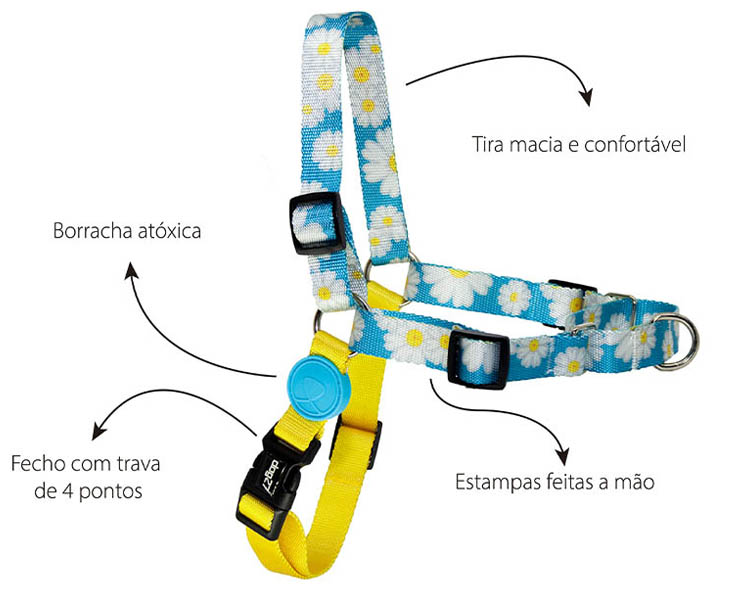 Tira macia e confortável
Borracha atóxica
Fecho com trava
de 4 pontos
Estampas feitas a mão